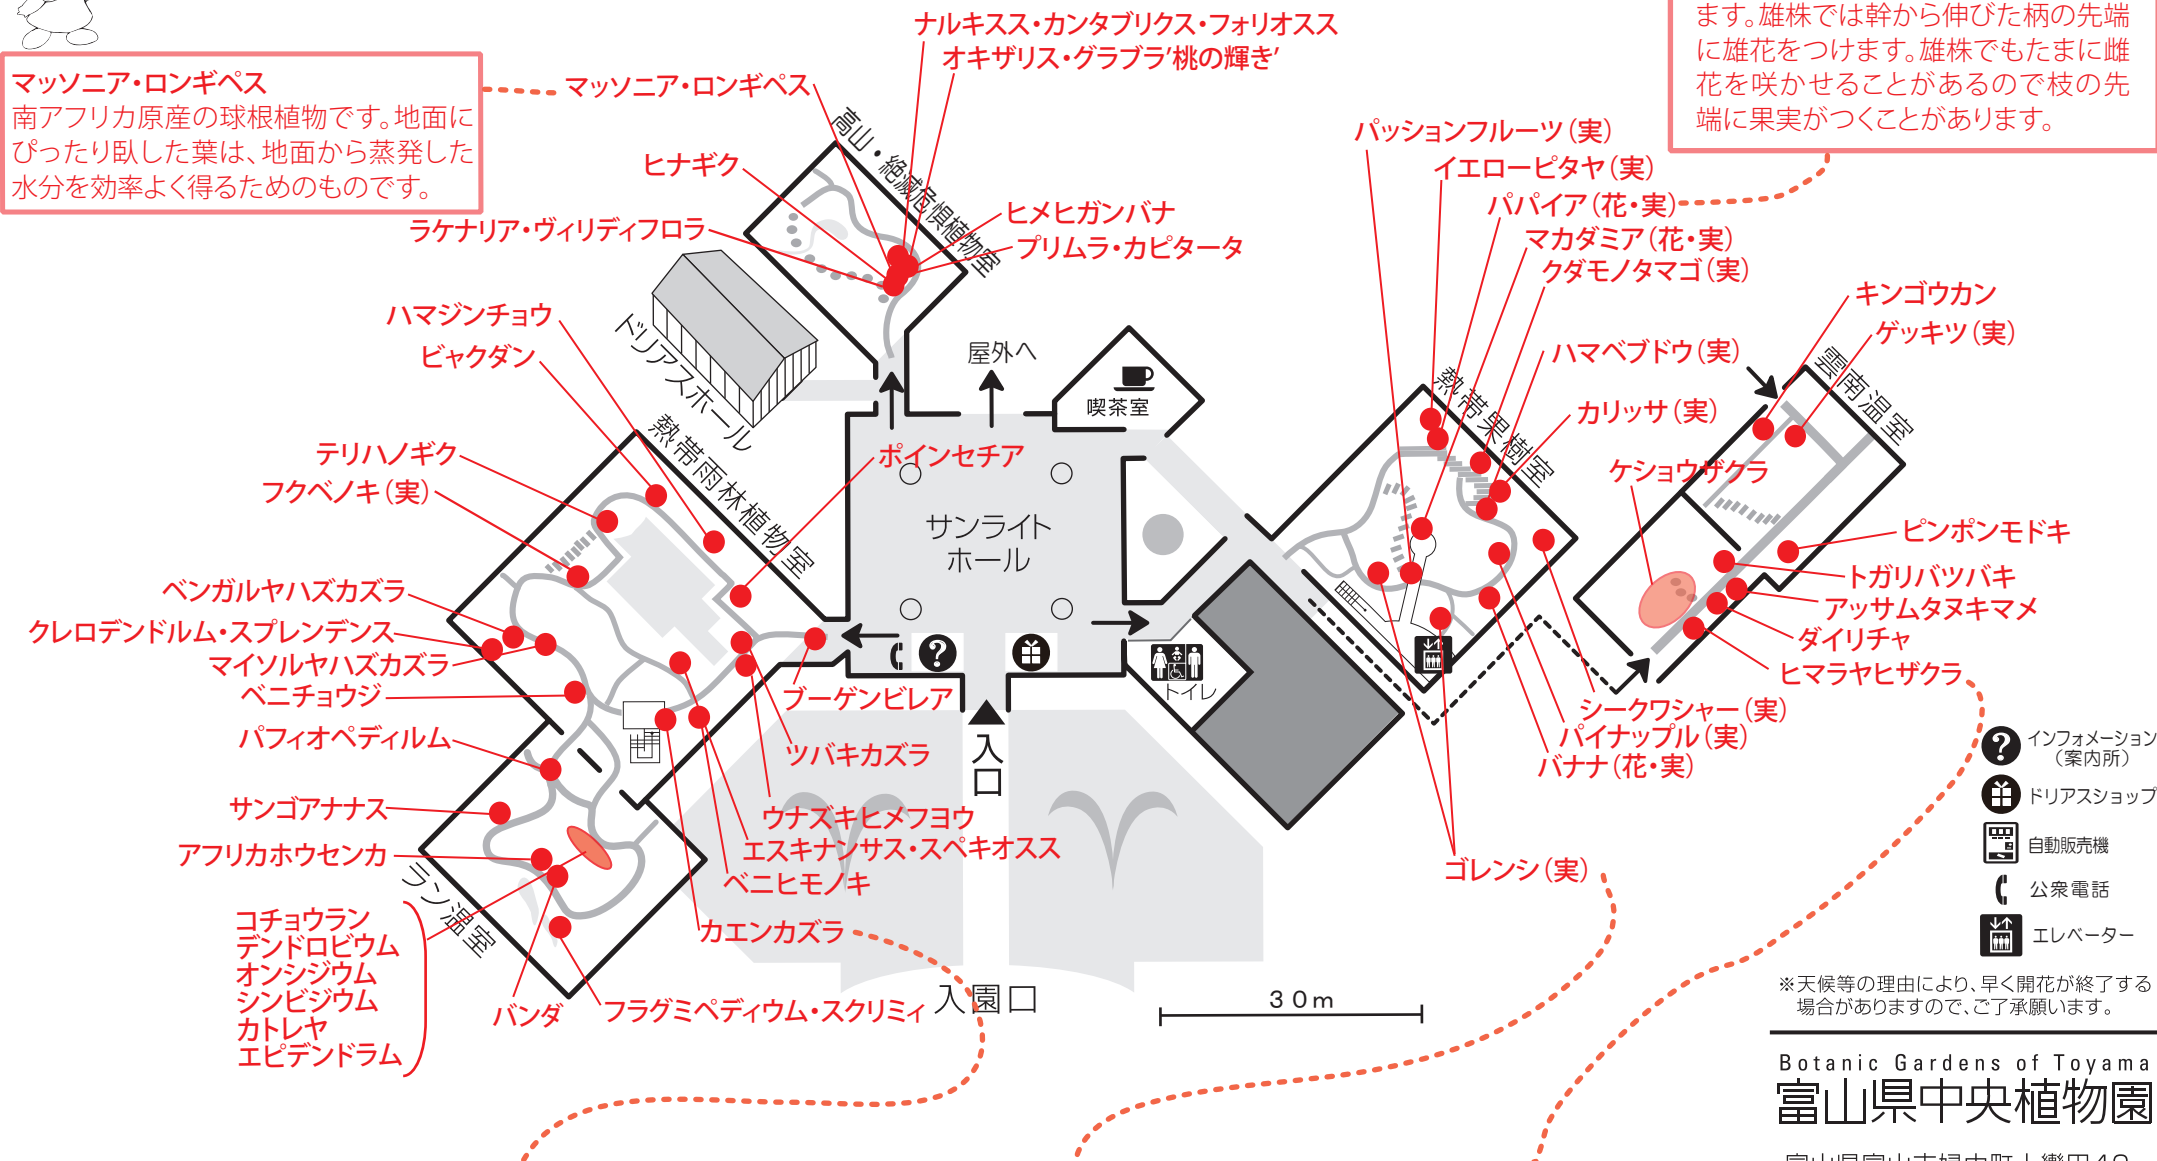 マッソニア・ロンギペス
南アフリカ原産の球根植物です。地面に
ぴったり臥した葉は、地面から蒸発した
水分を効率よく得るためのものです。
ナルキスス・カンタブリクス・フォリオスス
オキザリス・グラブラ'桃の輝き'
マッソニア・ロンギペス
ヒナギク
ラケナリア・ヴィリディフロラ
高山・絶滅危惧植物室
ヒメヒガンバナ
プリムラ・カピタータ
ます。雄株では幹から伸びた柄の先端
に雄花をつけます。雄株でもたまに雌
花を咲かせることがあるので枝の先
端に果実がつくことがあります。
パッションフルーツ(実)
イエローピタヤ(実)
パパイア(花・実)
マカダミア(花・実)
クダモノタマゴ(実)
ハマベブドウ(実)
カリッサ(実)
キンゴウカン
ゲッキツ(実)
雲南温室
熱帯果樹室
ケショウザクラ
ピンポンモドキ
トガリバツバキ
アッサムタヌキマメ
ダイリチャ
ヒマラヤヒザクラ
シークワシャー(実)
パイナップル(実)
バナナ(花・実)
ゴレンシ(実)
ドリアスホール
屋外へ
喫茶室
サンライト
ホール
トイレ
入口
入園口
30m
ハマジンチョウ
ビャクダン
熱帯雨林植物室
ポインセチア
テリハノギク
フクベノキ(実)
ベンガルヤハズカズラ
クレロデンドルム・スプレンデンス
マイソルヤハズカズラ
ベニチョウジ
パフィオペディルム
サンゴアナナス
アフリカホウセンカ
ラン温室
コチョウラン
デンドロビウム
オンシジウム
シンビジウム
カトレヤ
エピデンドラム
バンダ
フラグミペディウム・スクリミィ
カエンカズラ
ベニヒモノキ
エスキナンサス・スペキオスス
ウナズキヒメフヨウ
ツバキカズラ
ブーゲンビレア
インフォメーション
(案内所)
ドリアスショップ
自動販売機
公衆電話
エレベーター
※天候等の理由により、早く開花が終了する
場合がありますので、ご了承願います。
Botanic Gardens of Toyama
富山県中央植物園
富山県富山市婦中町上轡田42